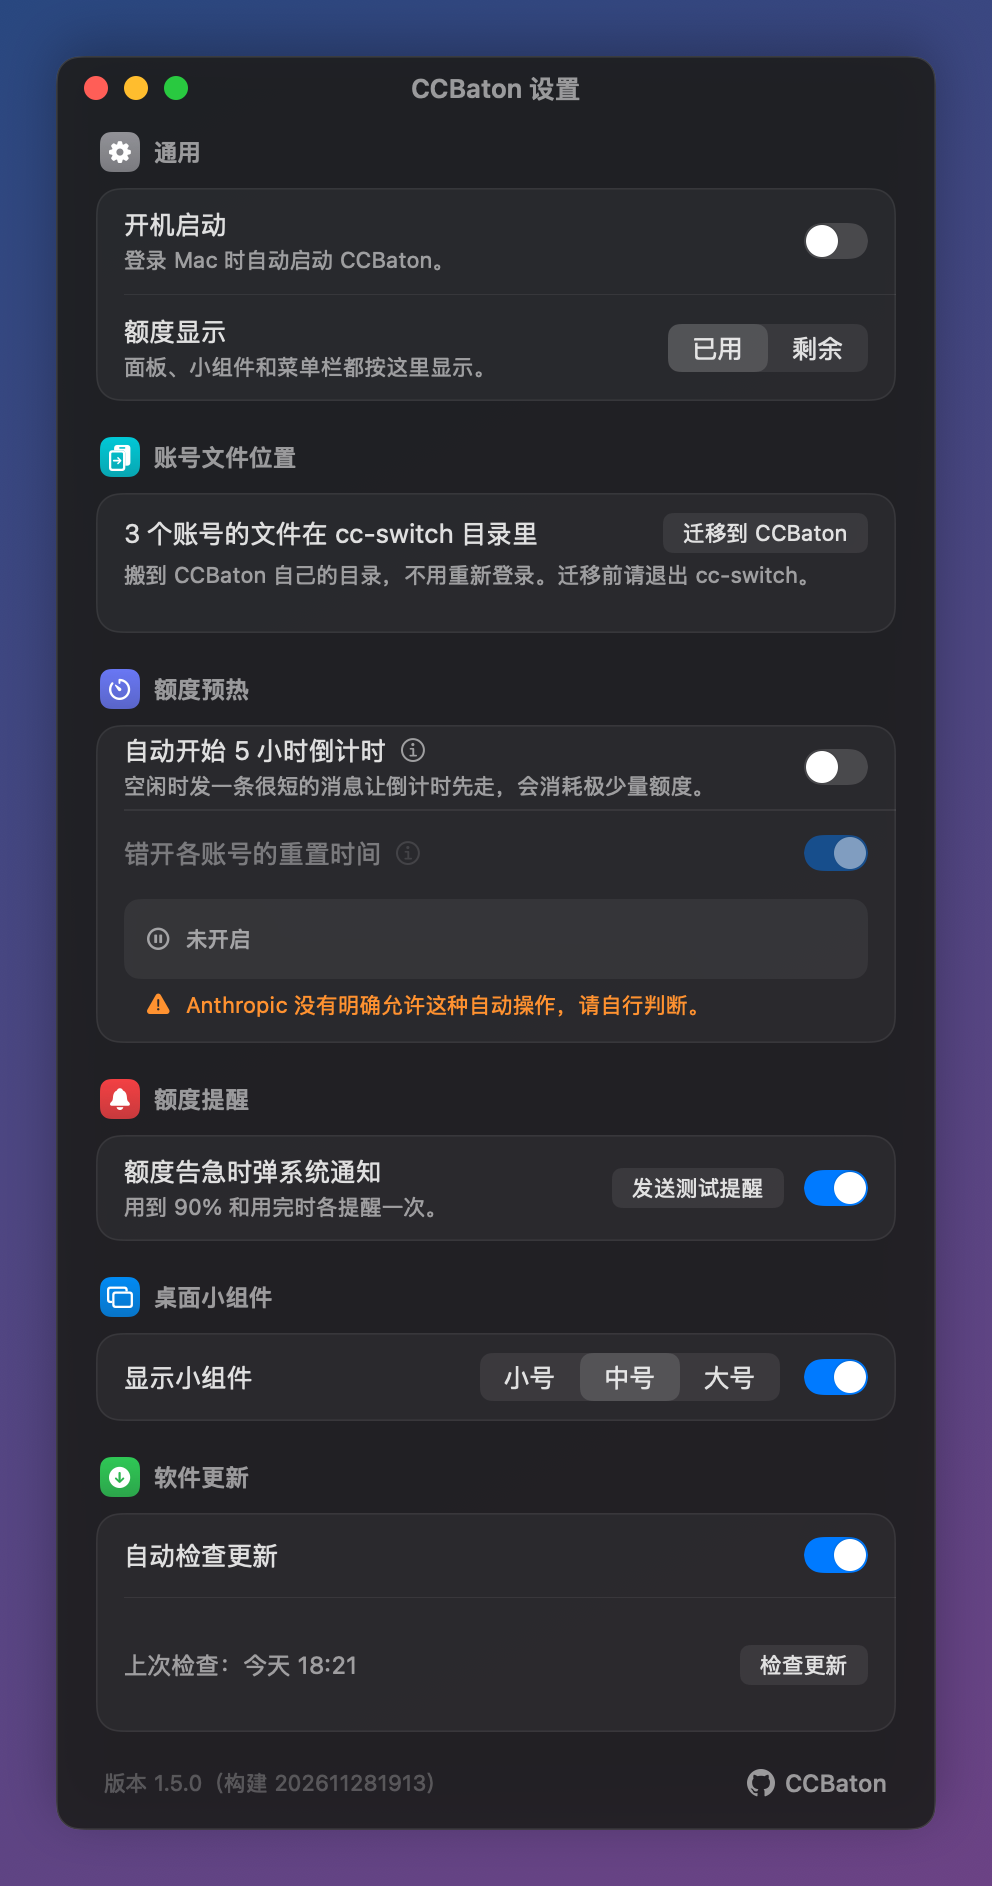 CCBaton 设置
通用
开机启动
登录 Mac 时自动启动 CCBaton。
额度显示
面板、小组件和菜单栏都按这里显示。
已用 剩余
账号文件位置
3 个账号的文件在 cc-switch 目录里
迁移到 CCBaton
搬到 CCBaton 自己的目录，不用重新登录。迁移前请退出 cc-switch。
额度预热
自动开始 5 小时倒计时
空闲时发一条很短的消息让倒计时先走，会消耗极少量额度。
错开各账号的重置时间
未开启
Anthropic 没有明确允许这种自动操作，请自行判断。
额度提醒
额度告急时弹系统通知
用到 90% 和用完时各提醒一次。
发送测试提醒
桌面小组件
显示小组件
小号 中号 大号
软件更新
自动检查更新
上次检查：今天 18:21
检查更新
版本 1.5.0（构建 202611281913）
CCBaton